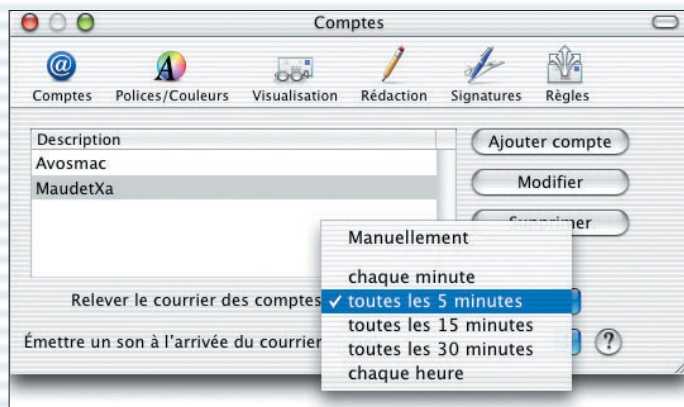 Comptes
@
Comptes Polices/Couleurs Visualisation Rédaction Signatures Règles
Description
Avosmac
MaudetXa
Ajouter compte
Modifier
Supprimer
Manuellement
chaque minute
Relever le courrier des comptes ✓ toutes les 5 minutes
toutes les 15 minutes
Émettre un son à l'arrivée du courrier
toutes les 30 minutes
chaque heure
?